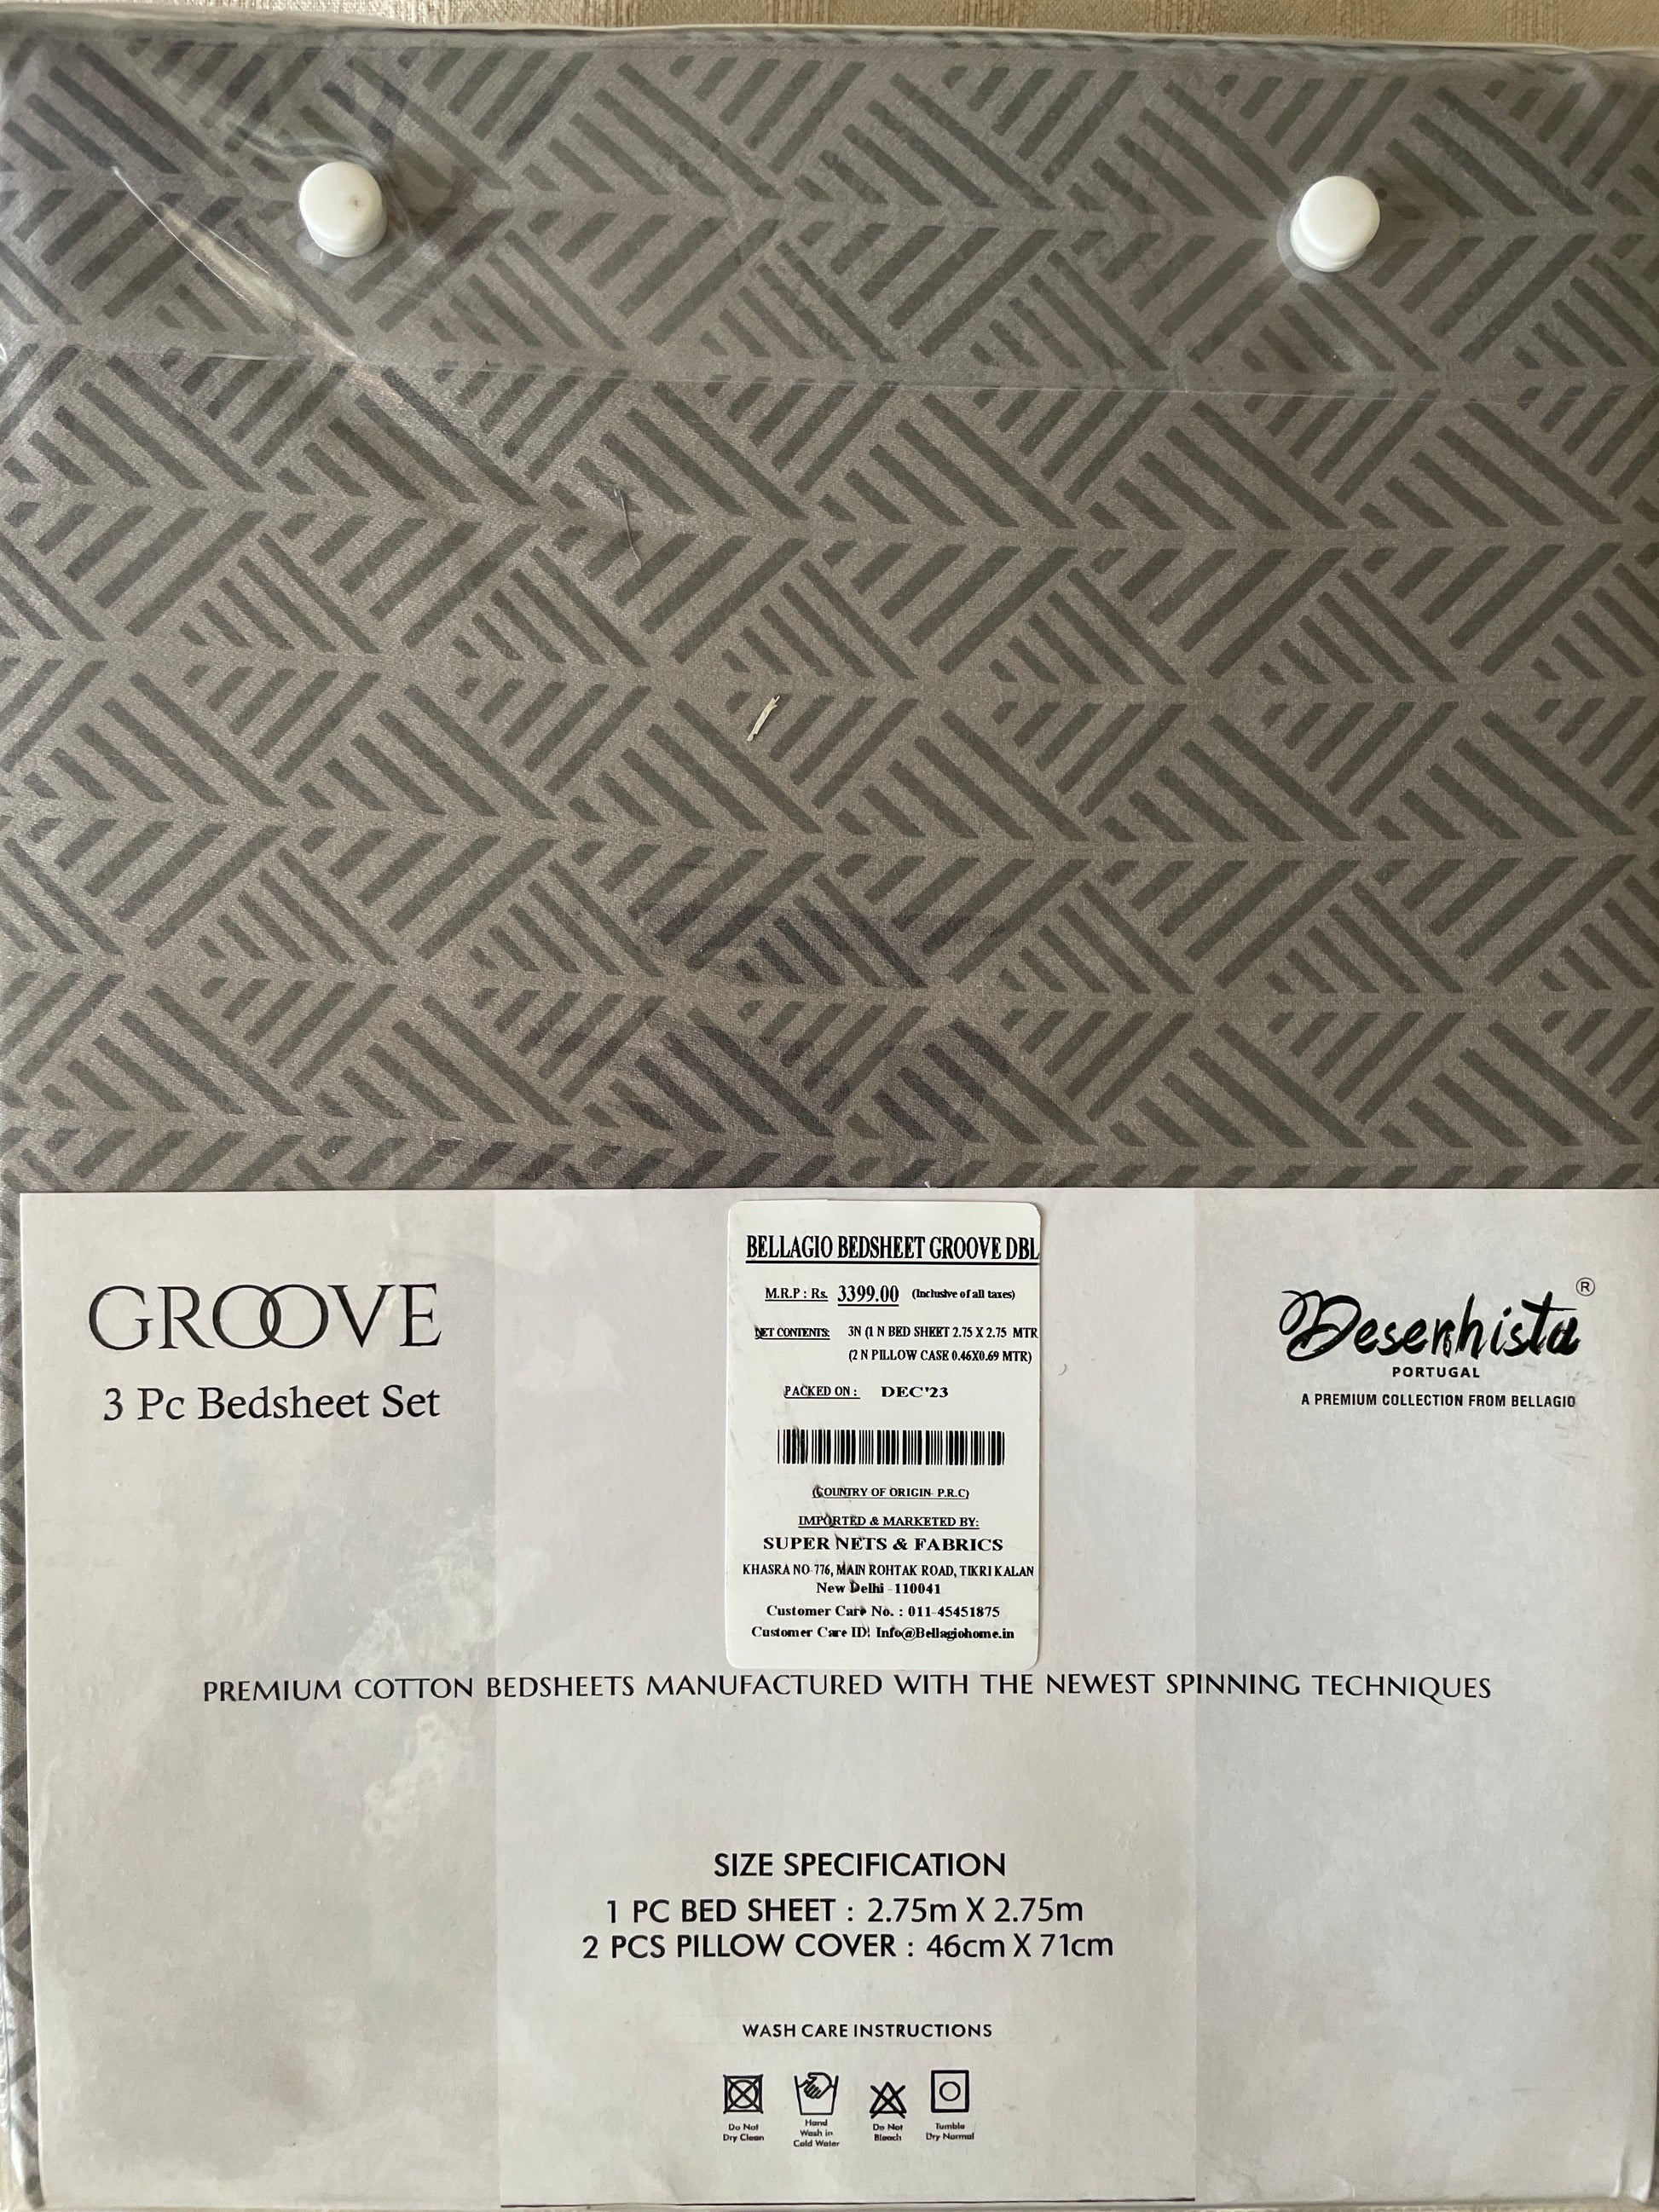 GROOVE
3 Pc Bedsheet Set
BELLAGIO BEDSHEET GROOVE DBL
M.R.P : Rs. 3399.00 (Inclusive of all taxes)
NET CONTENTS: 3N (1 N BED SHEET 2.75 X 2.75 MTR
(2 N PILLOW CASE 0.46X0.69 MTR)
PACKED ON : DEC'23
(COUNTRY OF ORIGIN- P.R.C)
IMPORTED & MARKETED BY:
SUPER NETS & FABRICS
KHASRA NO-776, MAIN ROHTAK ROAD, TIKRI KALAN
New Delhi -110041
Customer Care No. : 011-45451875
Customer Care ID: Info@Bellagiohome.in
Desenhista ®
PORTUGAL
A PREMIUM COLLECTION FROM BELLAGIO
PREMIUM COTTON BEDSHEETS MANUFACTURED WITH THE NEWEST SPINNING TECHNIQUES
SIZE SPECIFICATION
1 PC BED SHEET : 2.75m X 2.75m
2 PCS PILLOW COVER : 46cm X 71cm
WASH CARE INSTRUCTIONS
Do Not
Dry Clean
Hand
Wash in
Cold Water
Do Not
Bleach
Tumble
Dry Normal